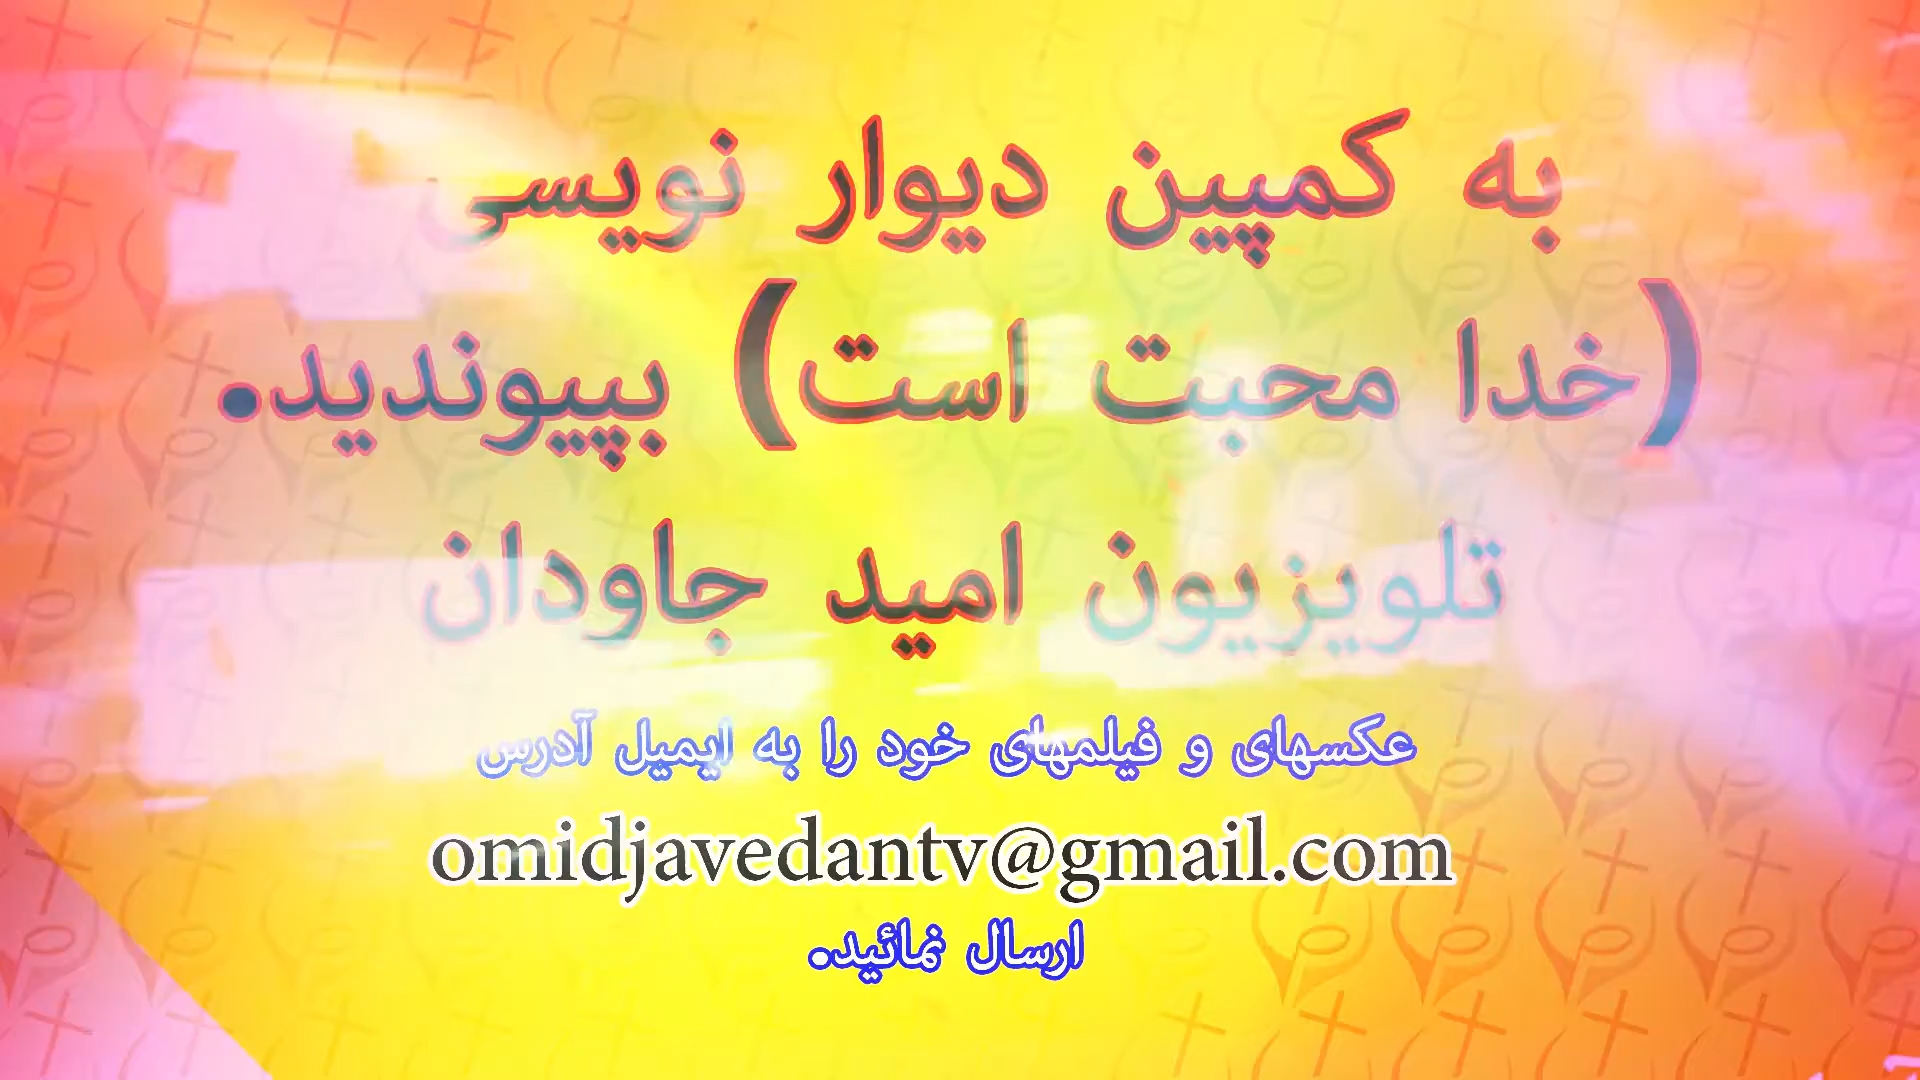 به کمپین دیوار نویسی
(خدا محبت است) بپیوندید.
تلویزیون امید جاودان
عکسهای و فیلمهای خود را به ایمیل آدرس
omidjavedantv@gmail.com
ارسال نمائید.